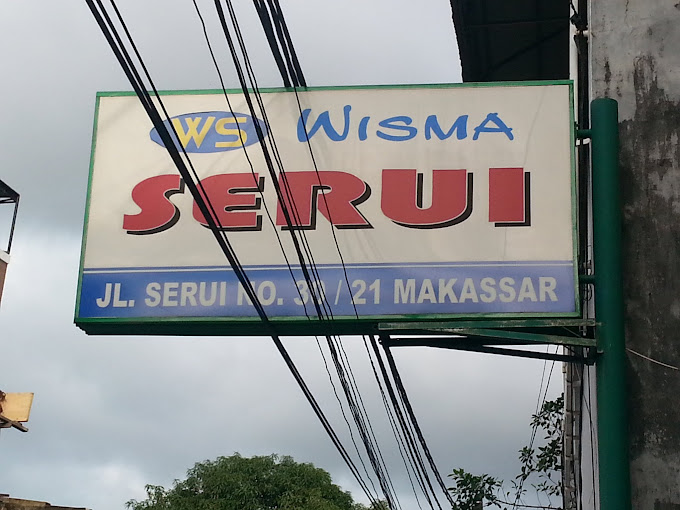 WS WISMA
SERUI
JL. SERUI NO. / 21 MAKASSAR